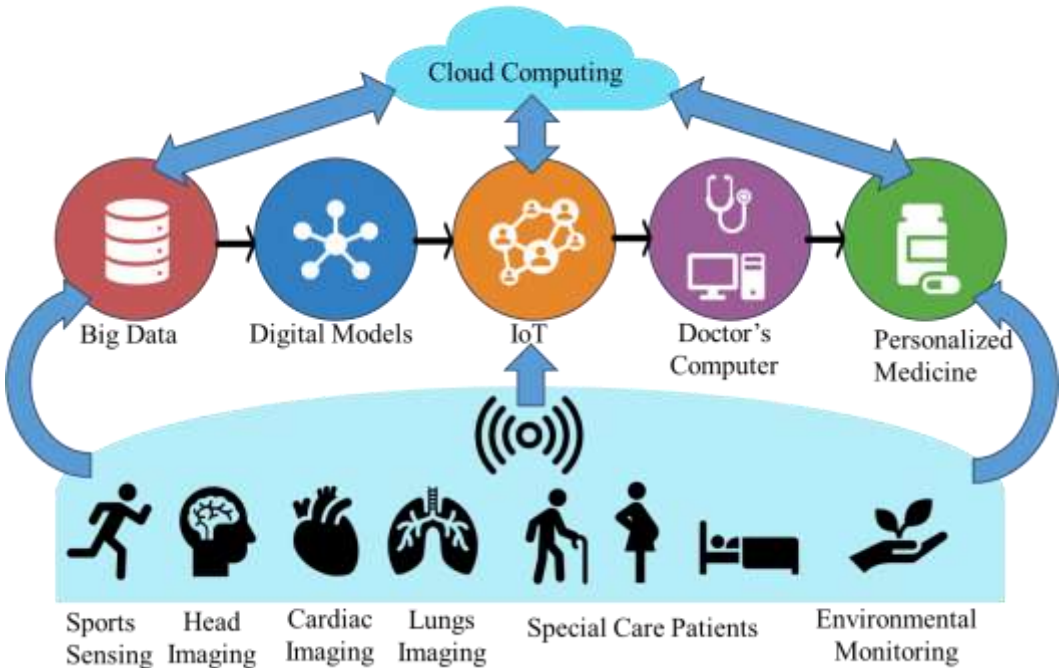 Cloud Computing
Big Data
Digital Models
IoT
Doctor's
Computer
Personalized
Medicine
Sports
Sensing
Head
Imaging
Cardiac
Imaging
Lungs
Imaging
Special Care Patients
Environmental
Monitoring